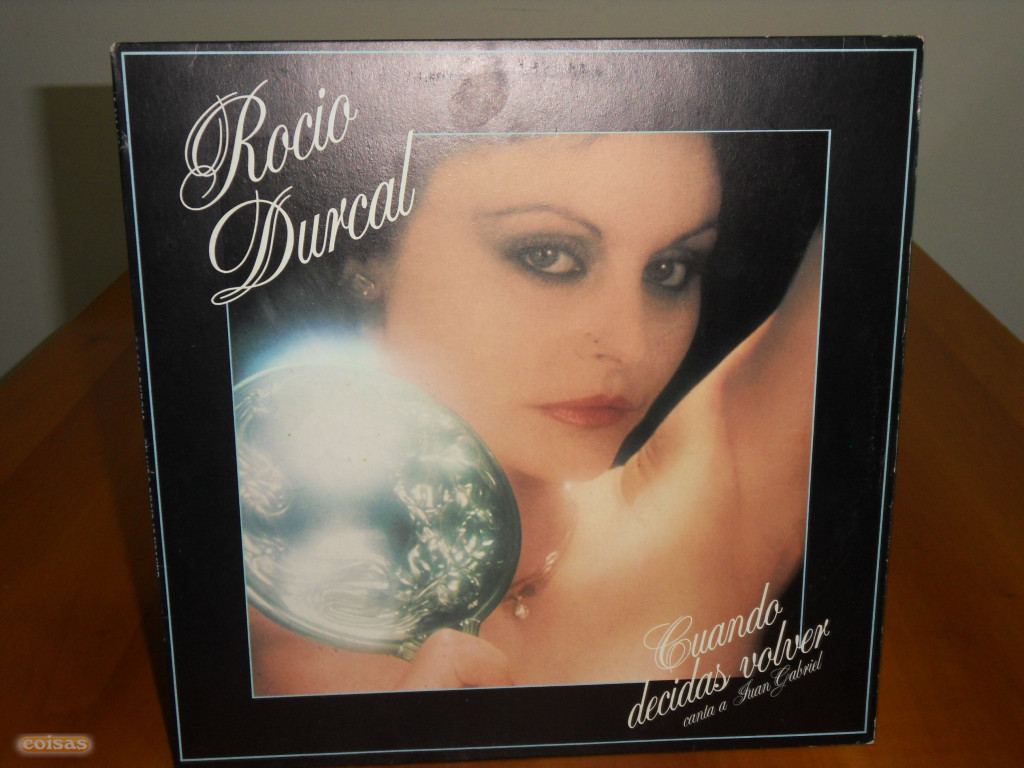 Rocio
Durcal
Cuando
decidas volver
canta a Juan Gabriel
coisas